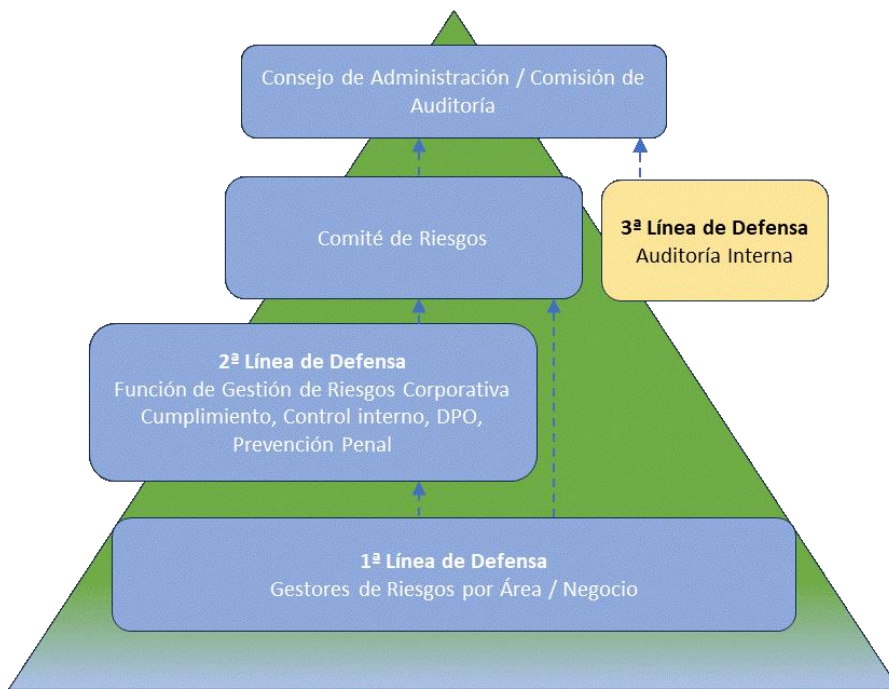 Consejo de Administración / Comisión de
Auditoría
Comité de Riesgos
3ª Línea de Defensa
Auditoría Interna
2ª Línea de Defensa
Función de Gestión de Riesgos Corporativa
Cumplimiento, Control interno, DPO,
Prevención Penal
1ª Línea de Defensa
Gestores de Riesgos por Área / Negocio